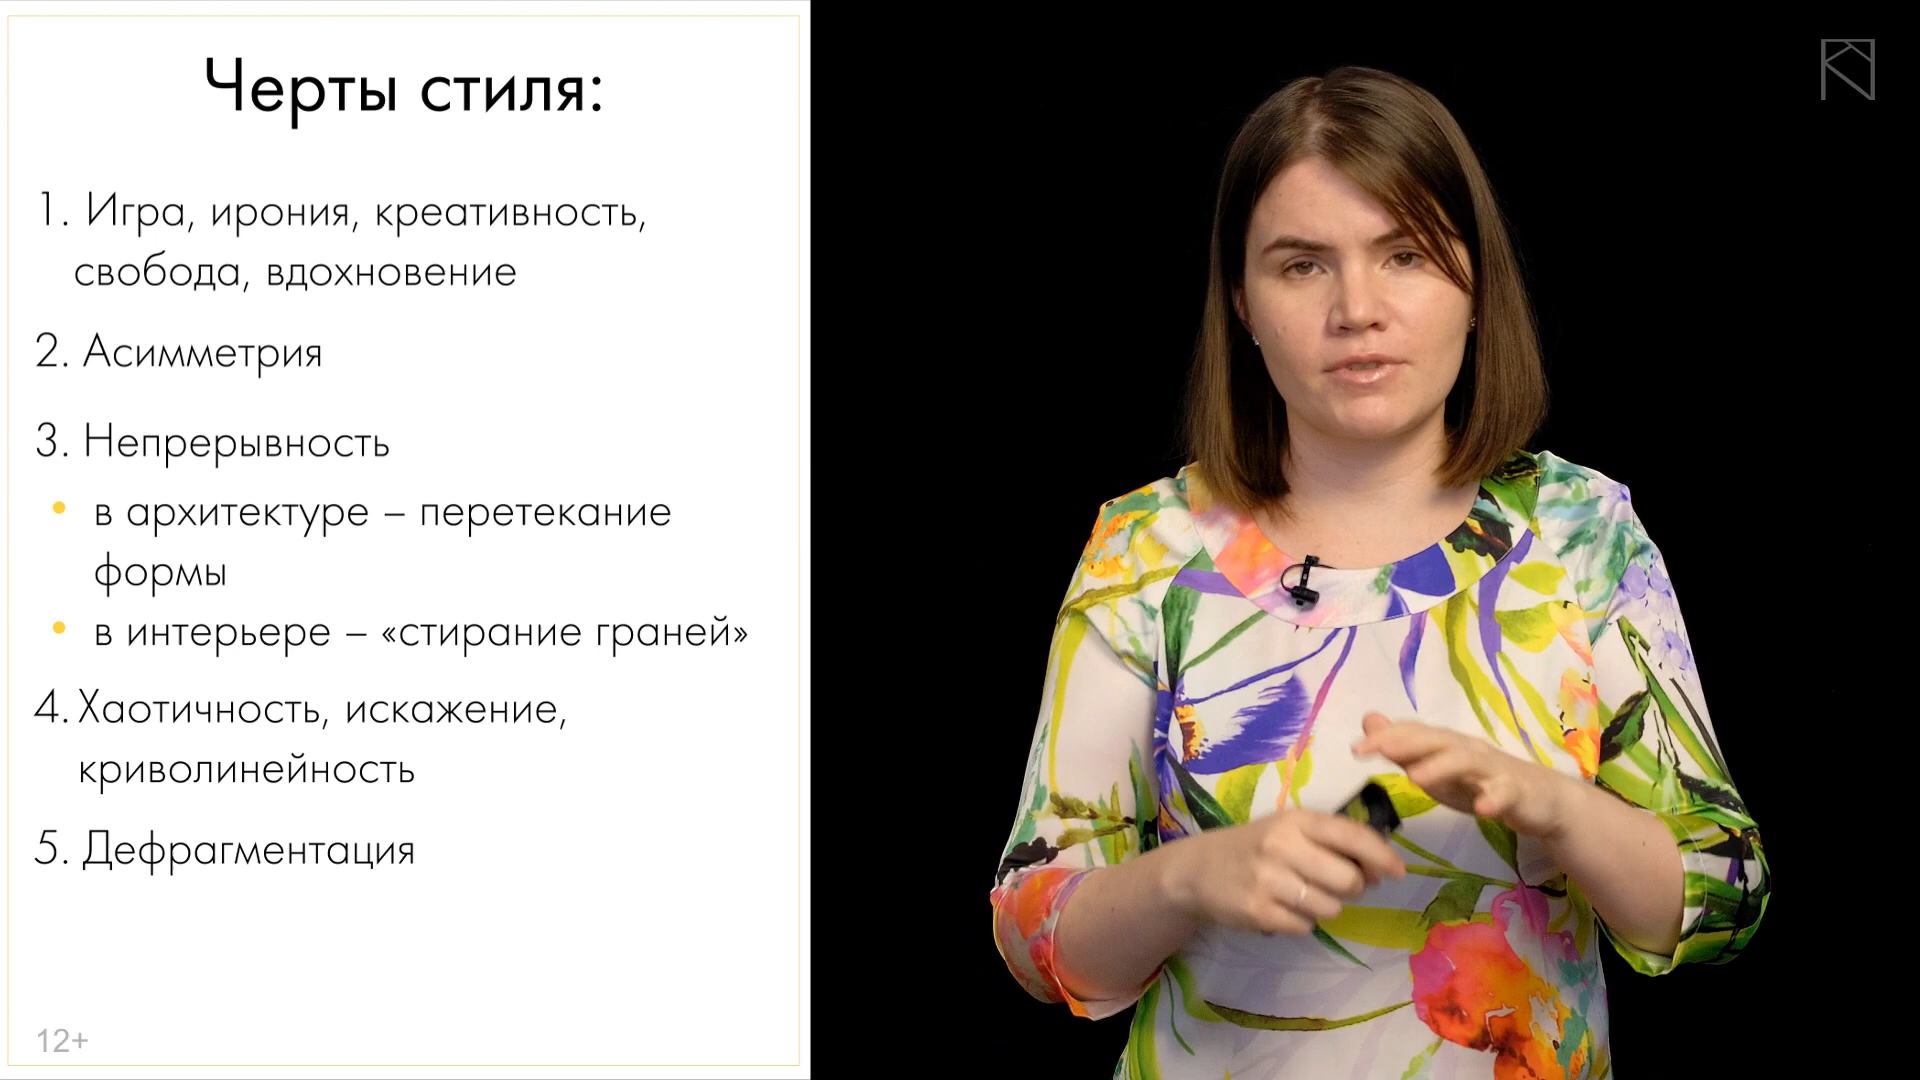 Черты стиля:
1. Игра, ирония, креативность,
свобода, вдохновение
2. Асимметрия
3. Непрерывность
• в архитектуре – перетекание
формы
• в интерьере – «стирание граней»
4. Хаотичность, искажение,
криволинейность
5. Дефрагментация
12+